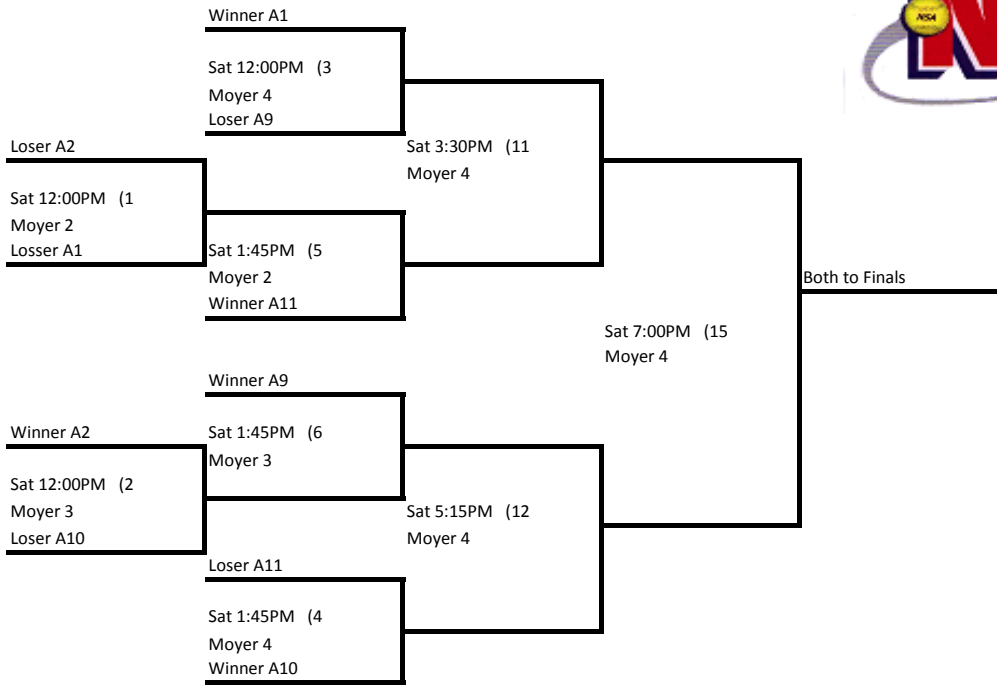 Winner A1
NSA
N
Sat 12:00PM (3
Moyer 4
Loser A9
Loser A2
Sat 3:30PM (11
Moyer 4
Sat 12:00PM (1
Moyer 2
Losser A1
Sat 1:45PM (5
Moyer 2
Winner A11
Both to Finals
Sat 7:00PM (15
Moyer 4
Winner A9
Winner A2
Sat 1:45PM (6
Moyer 3
Sat 12:00PM (2
Moyer 3
Loser A10
Sat 5:15PM (12
Moyer 4
Loser A11
Sat 1:45PM (4
Moyer 4
Winner A10